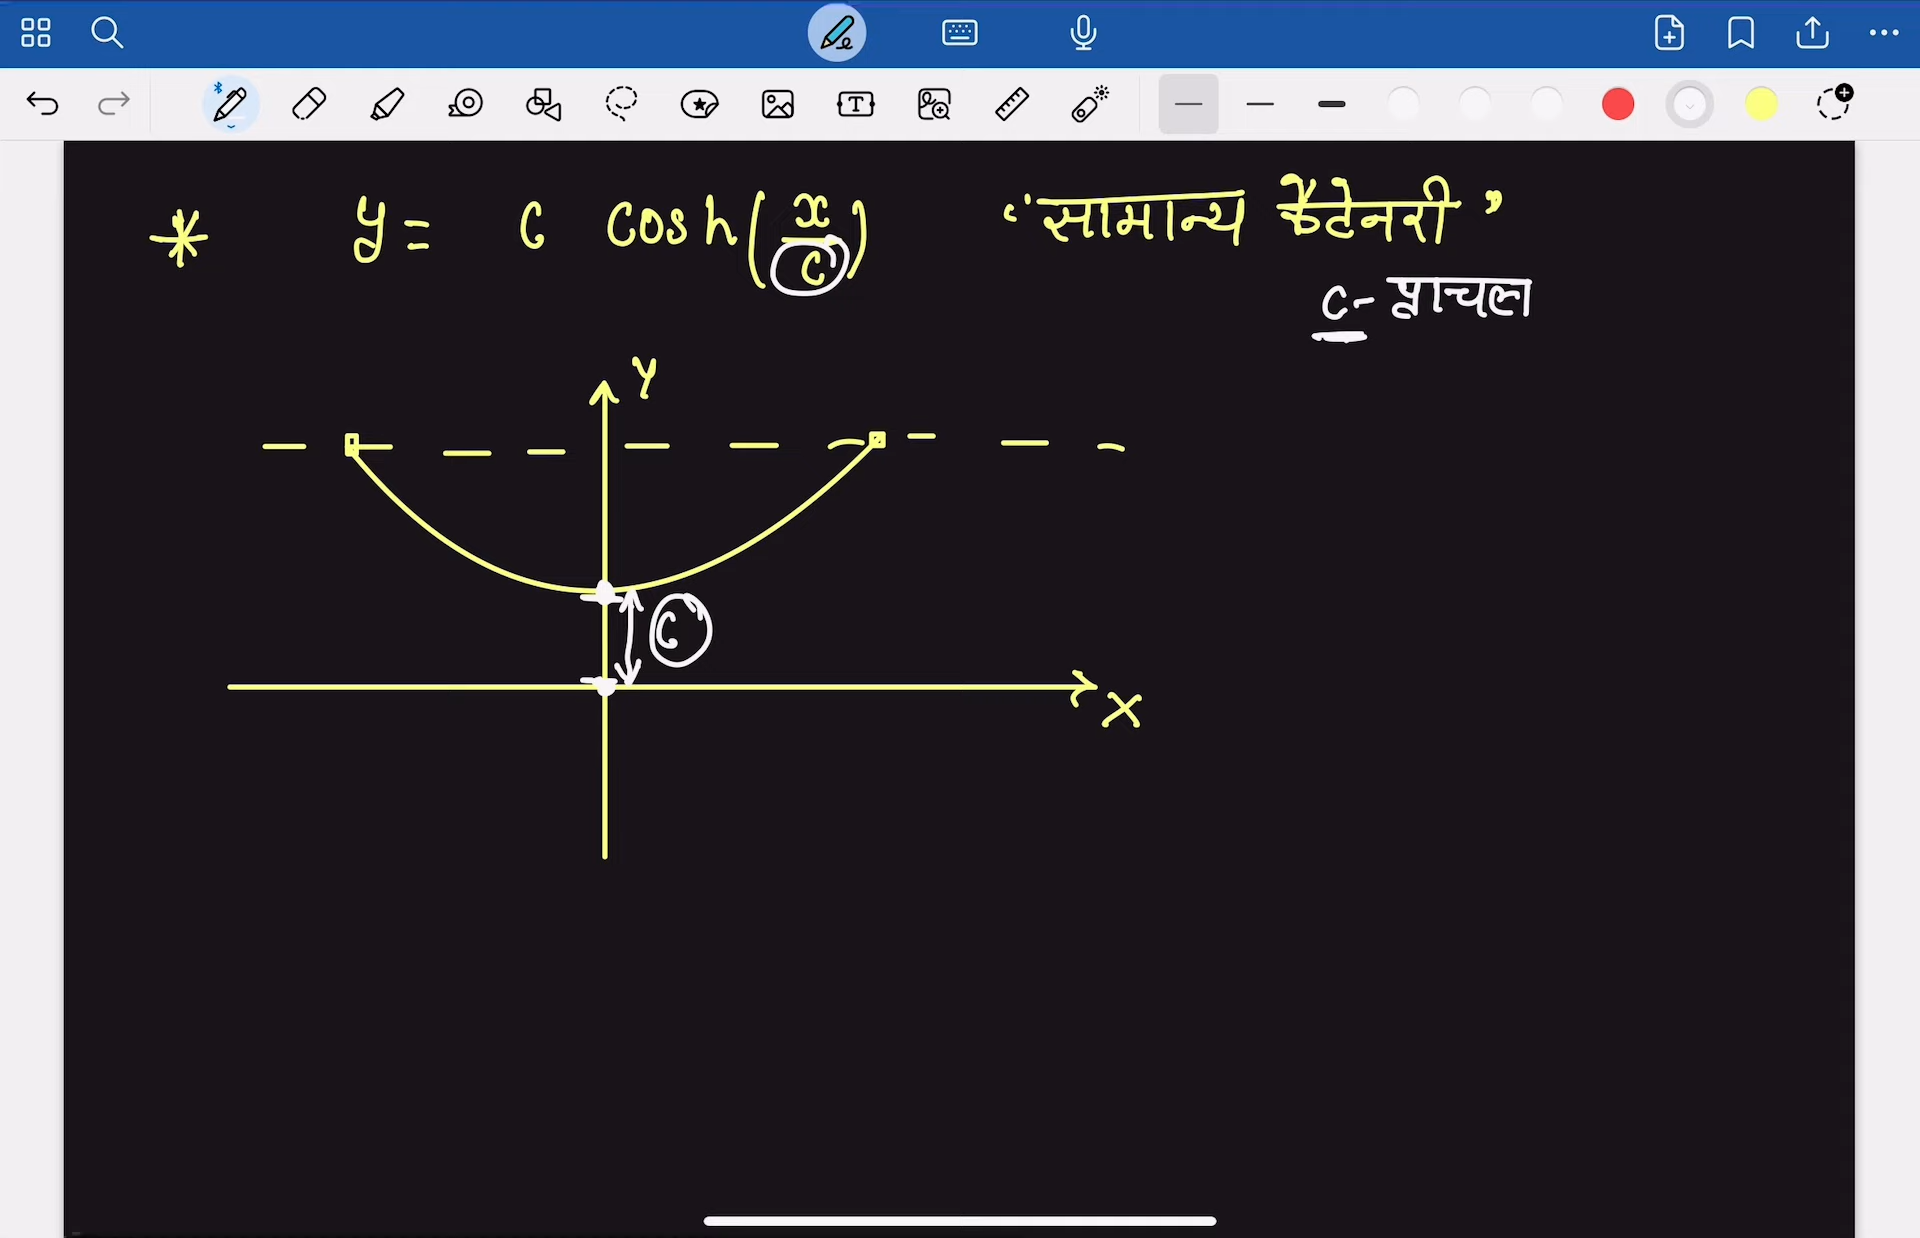 * y = c cosh(x/c) "सामान्य कैटेनरी"
c - प्राचल
Y
C
X